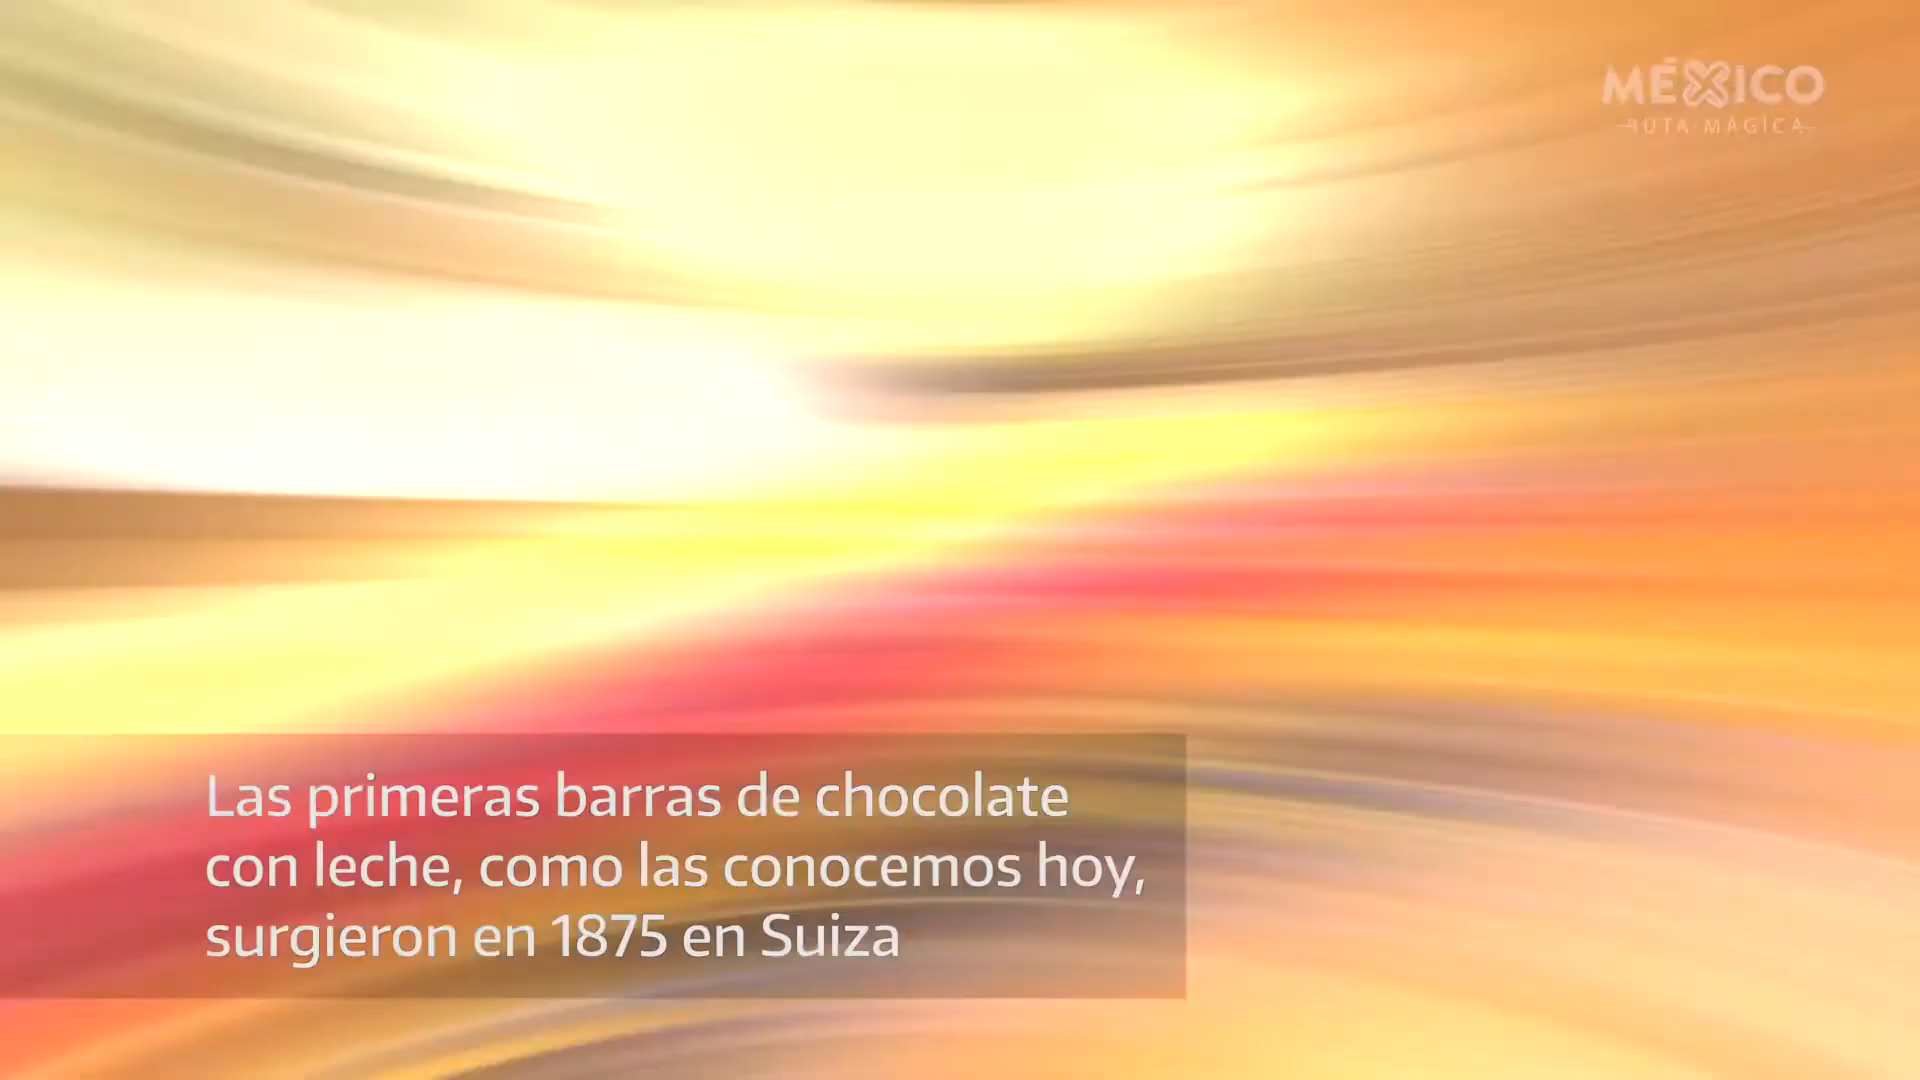 MÉXICO
RUTA MÁGICA
Las primeras barras de chocolate
con leche, como las conocemos hoy,
surgieron en 1875 en Suiza